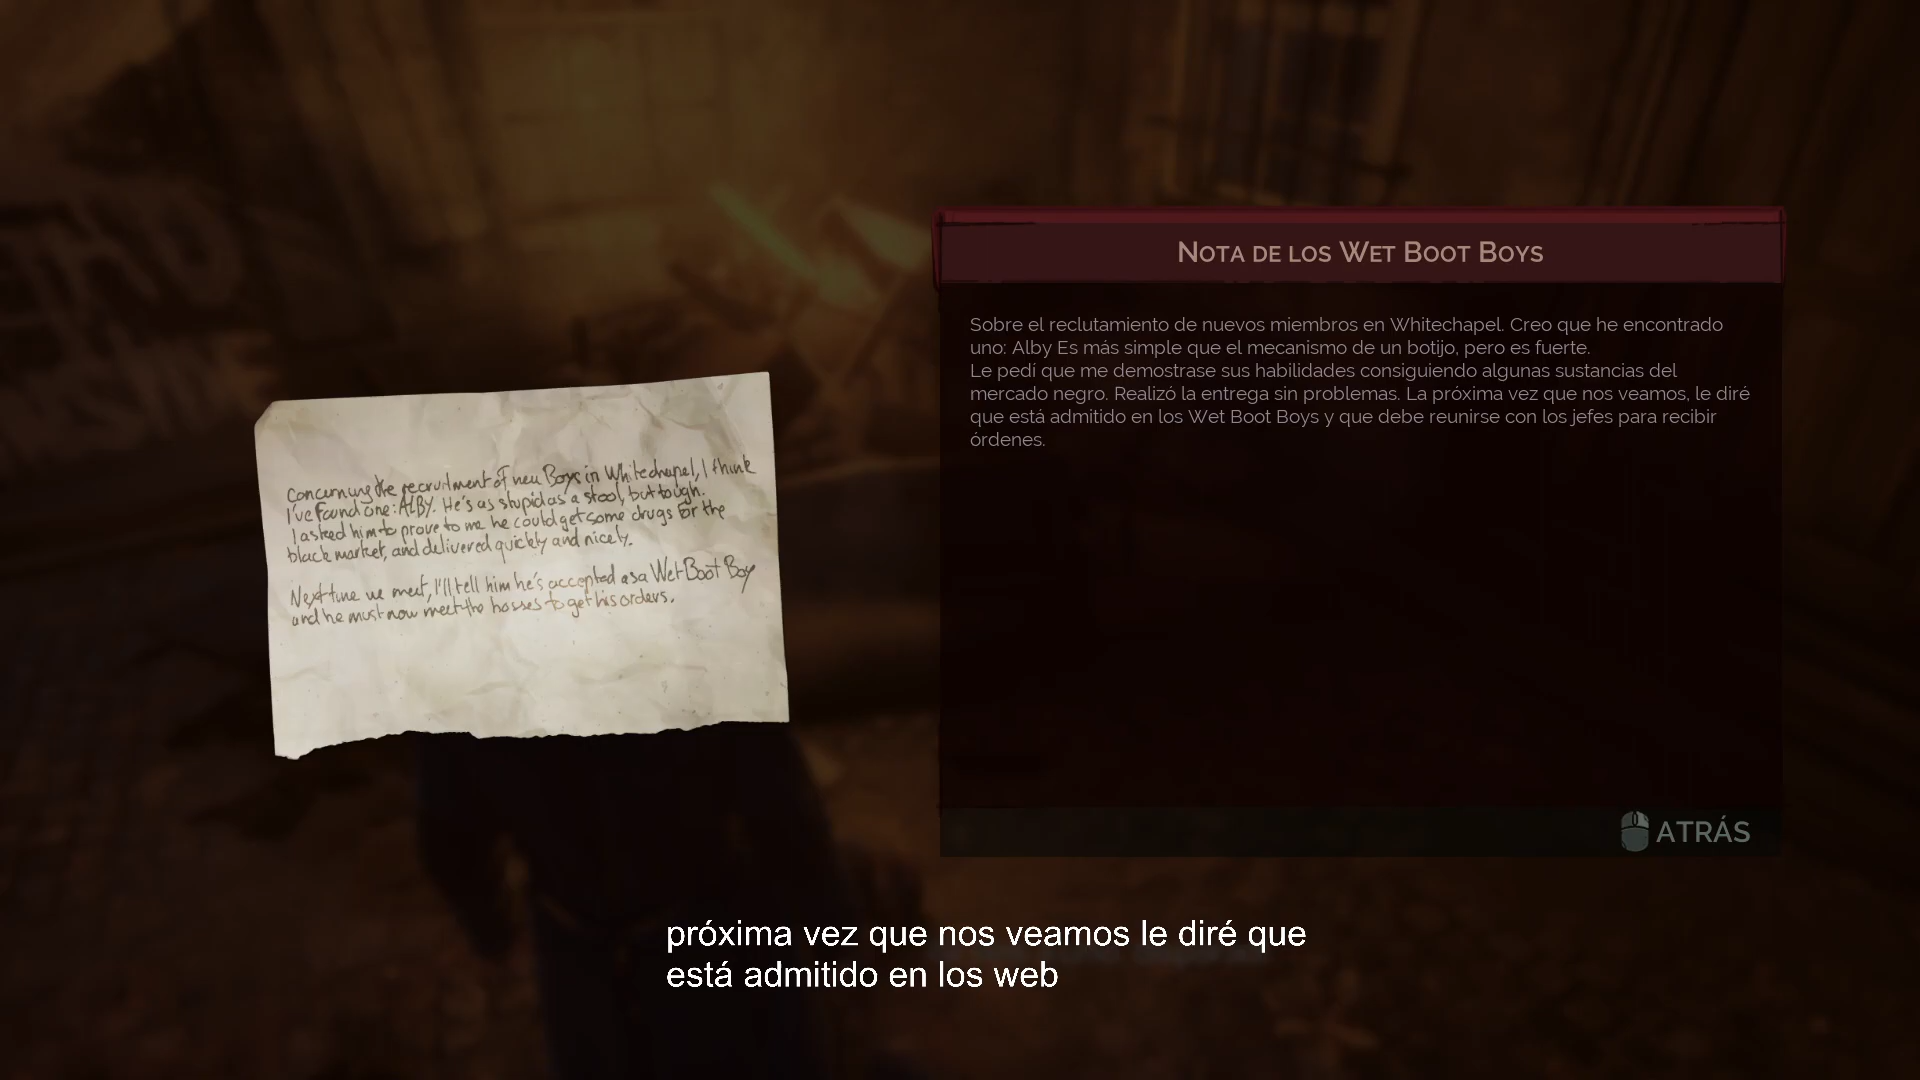 Nota de los Wet Boot Boys
Sobre el reclutamiento de nuevos miembros en Whitechapel. Creo que he encontrado
uno: Alby Es más simple que el mecanismo de un botijo, pero es fuerte.
Le pedí que me demostrase sus habilidades consiguiendo algunas sustancias del
mercado negro. Realizó la entrega sin problemas. La próxima vez que nos veamos, le diré
que está admitido en los Wet Boot Boys y que debe reunirse con los jefes para recibir
órdenes.
Concerning the recruitment of new Boys in Whitechapel, I think
I've found one: ALBY. He's as stupid as a stool, but tough.
I asked him to prove to me he could get some drugs for the
black market, and delivered quickly and nicely.
Next time we meet, I'll tell him he's accepted as a Wet Boot Boy
and he must now meet the bosses to get his orders.
ATRÁS
próxima vez que nos veamos le diré que
está admitido en los web